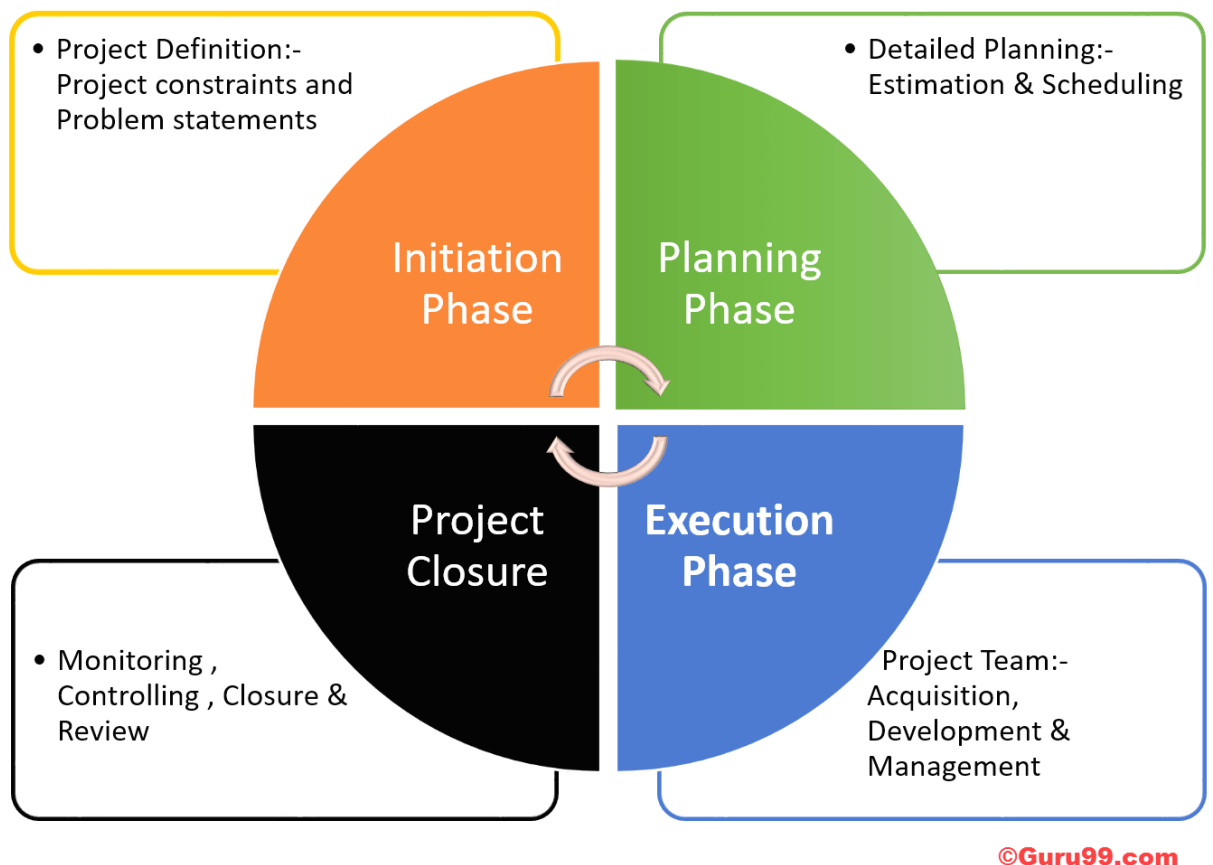 • Project Definition:-
Project constraints and
Problem statements
• Detailed Planning:-
Estimation & Scheduling
Initiation
Phase
Planning
Phase
Project
Closure
Execution
Phase
• Monitoring ,
Controlling , Closure &
Review
Project Team:-
Acquisition,
Development &
Management
©Guru99.com